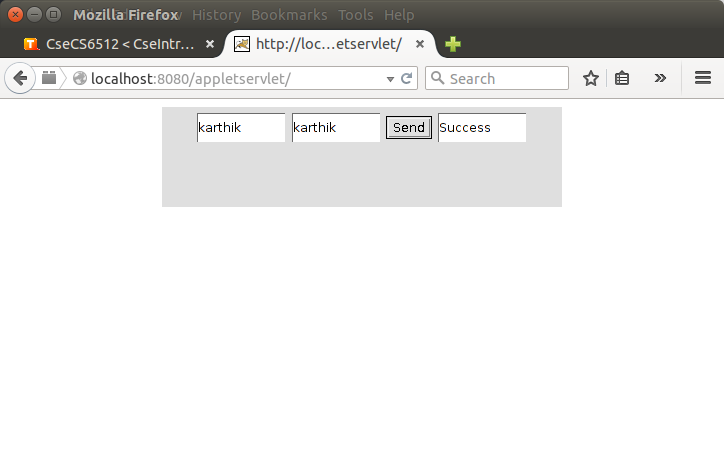 Mozilla Firefox History Bookmarks Tools Help
CseCS6512 < CseIntr... http://loc...etservlet/
localhost:8080/appletservlet/ Search
karthik karthik Send Success